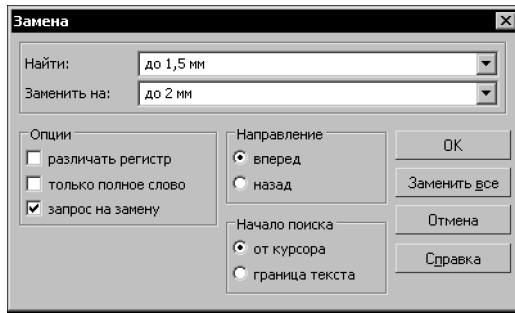 Замена
Найти: до 1,5 мм
Заменить на: до 2 мм
Опции
различать регистр
только полное слово
запрос на замену
Направление
вперед
назад
Начало поиска
от курсора
граница текста
OK
Заменить все
Отмена
Справка